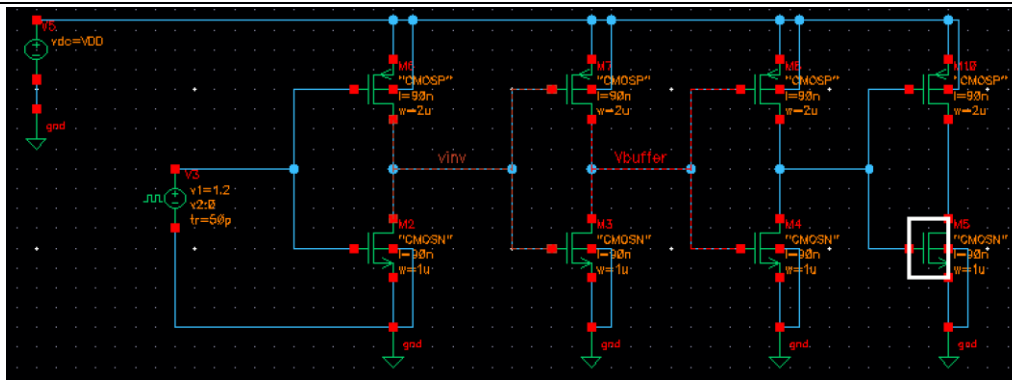 V5
vdc=VDD
gnd
V3
v1=1.2
v2:0
tr=50p
M6
"CMOSP"
l=90n
w=2u
vinv
M2
"CMOSN"
l=90n
w=1u
gnd
M7
"CMOSP"
l=90n
w=2u
Vbuffer
M3
"CMOSN"
l=90n
w=1u
gnd
M8
"CMOSP"
l=90n
w=2u
M4
"CMOSN"
l=90n
w=1u
gnd
M10
"CMOSP"
l=90n
w=2u
M5
"CMOSN"
l=90n
w=1u
gnd